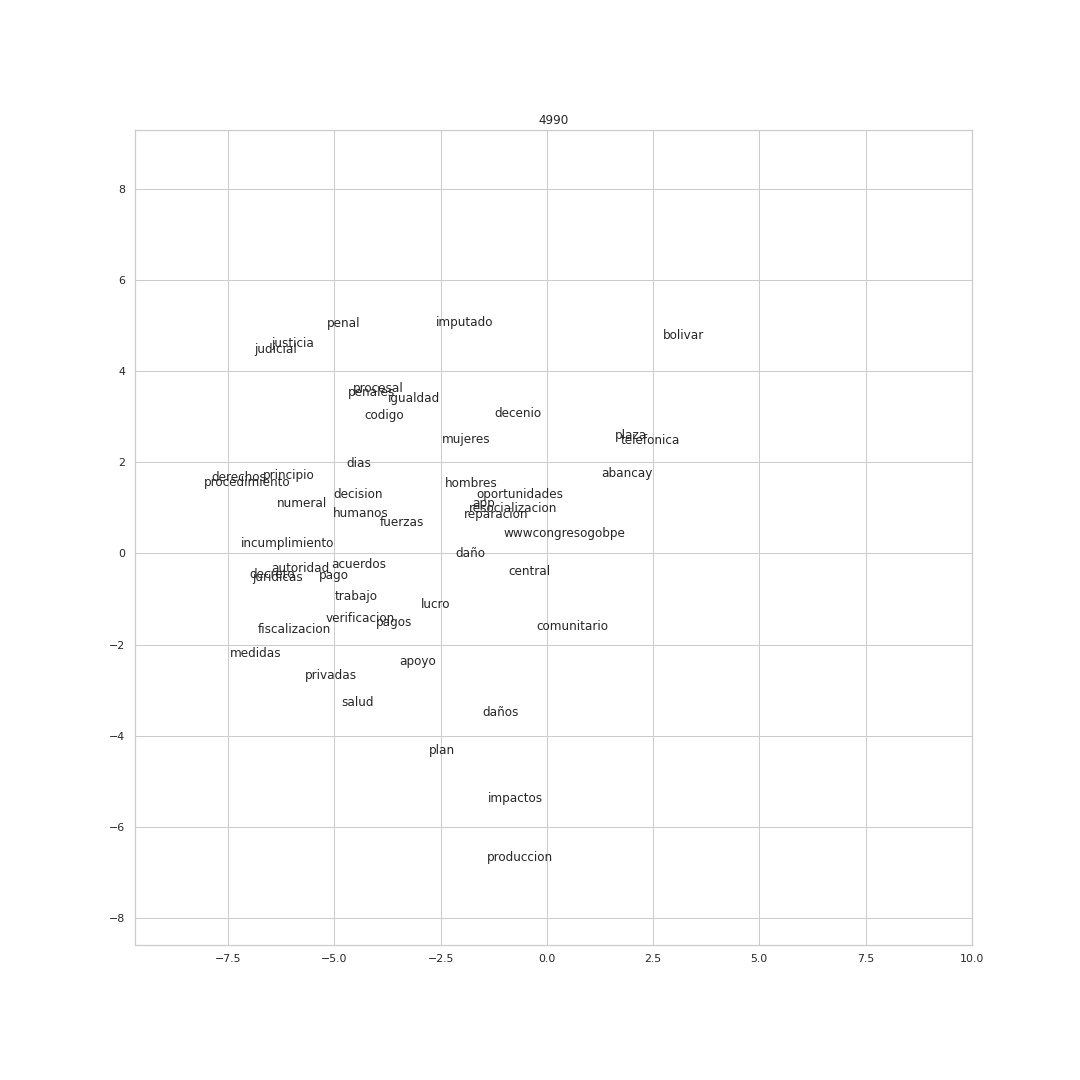 4990
8
6
4
2
0
−2
−4
−6
−8
penal
imputado
bolivar
justicia
judicial
procesal
penales
igualdad
codigo
decenio
plaza
telefonica
mujeres
dias
abancay
derechos
principio
procedimiento
hombres
decision
oportunidades
numeral
app
resocializacion
humanos
reparacion
fuerzas
wwwcongresogobpe
incumplimiento
daño
acuerdos
autoridad
central
decreto
pago
juridicas
trabajo
lucro
verificacion
pagos
fiscalizacion
comunitario
medidas
apoyo
privadas
salud
daños
plan
impactos
produccion
−7.5
−5.0
−2.5
0.0
2.5
5.0
7.5
10.0